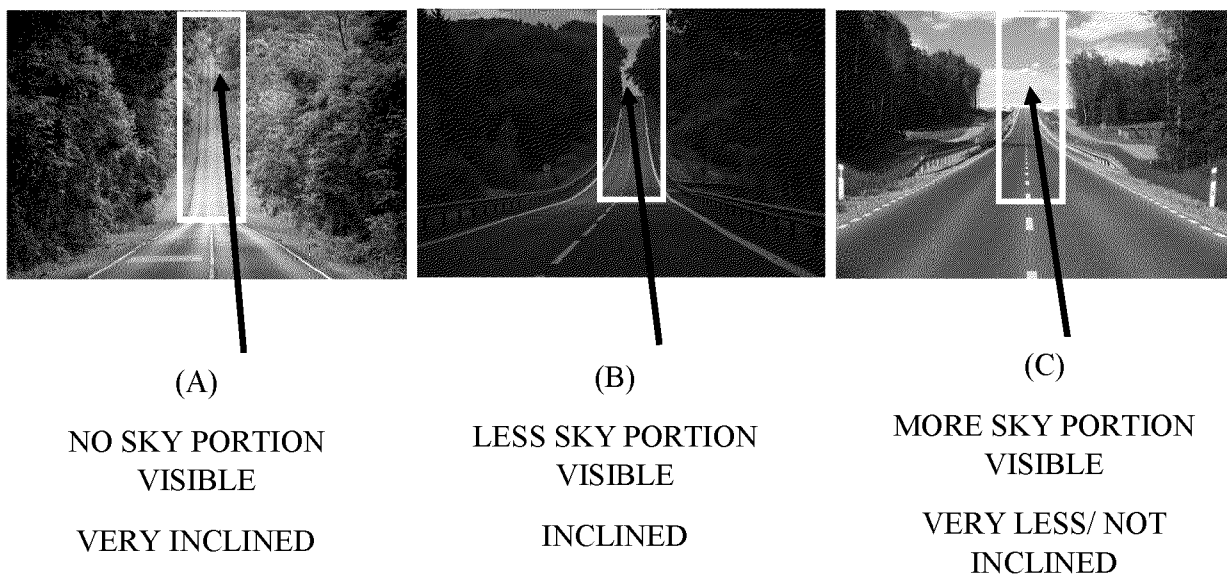 (A)
NO SKY PORTION
VISIBLE
VERY INCLINED
(B)
LESS SKY PORTION
VISIBLE
INCLINED
(C)
MORE SKY PORTION
VISIBLE
VERY LESS/ NOT
INCLINED